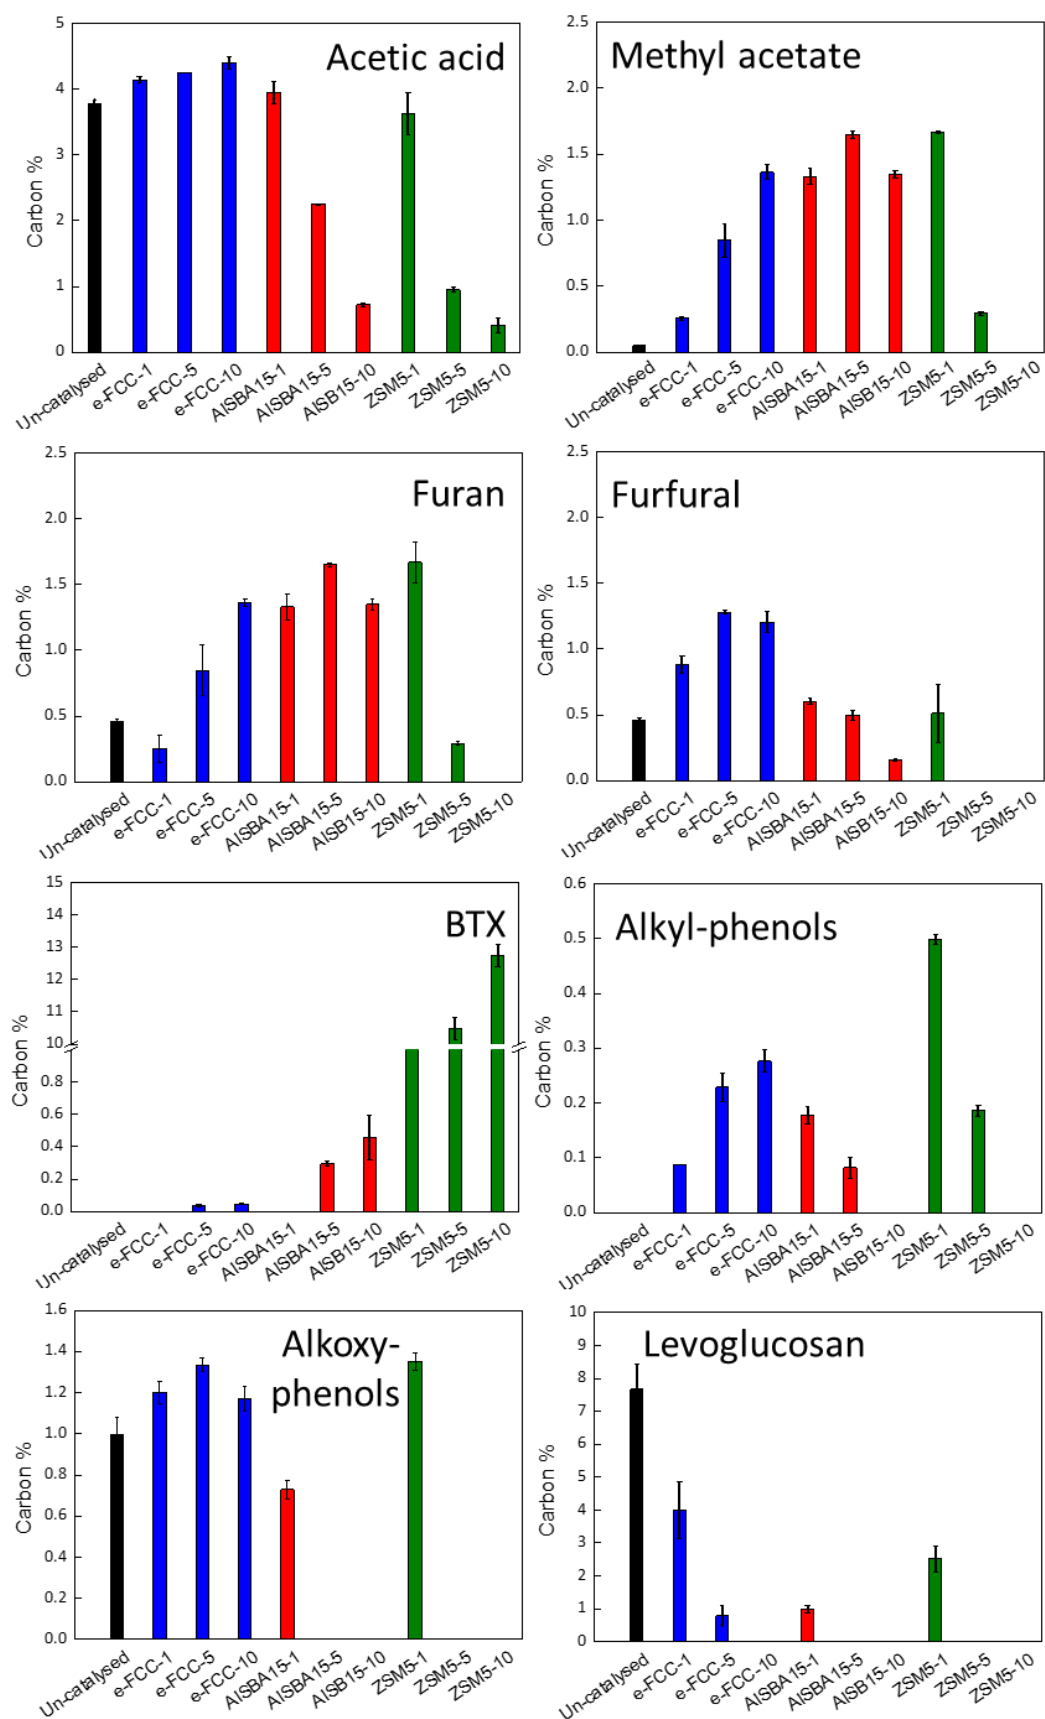 Acetic acid
Carbon %
5
4
3
2
1
0
Un-catalysed
e-FCC-1
e-FCC-5
e-FCC-10
AlSBA15-1
AlSBA15-5
AlSB15-10
ZSM5-1
ZSM5-5
ZSM5-10
Methyl acetate
Carbon %
2.5
2.0
1.5
1.0
0.5
0.0
Un-catalysed
e-FCC-1
e-FCC-5
e-FCC-10
AlSBA15-1
AlSBA15-5
AlSB15-10
ZSM5-1
ZSM5-5
ZSM5-10
Furan
Carbon %
2.5
2.0
1.5
1.0
0.5
0.0
Un-catalysed
e-FCC-1
e-FCC-5
e-FCC-10
AlSBA15-1
AlSBA15-5
AlSB15-10
ZSM5-1
ZSM5-5
ZSM5-10
Furfural
Carbon %
2.5
2.0
1.5
1.0
0.5
0.0
Un-catalysed
e-FCC-1
e-FCC-5
e-FCC-10
AlSBA15-1
AlSBA15-5
AlSB15-10
ZSM5-1
ZSM5-5
ZSM5-10
BTX
Carbon %
15
14
13
12
11
10
0.8
0.6
0.4
0.2
0.0
Un-catalysed
e-FCC-1
e-FCC-5
e-FCC-10
AlSBA15-1
AlSBA15-5
AlSB15-10
ZSM5-1
ZSM5-5
ZSM5-10
Alkyl-phenols
Carbon %
0.6
0.5
0.4
0.3
0.2
0.1
0.0
Un-catalysed
e-FCC-1
e-FCC-5
e-FCC-10
AlSBA15-1
AlSBA15-5
AlSB15-10
ZSM5-1
ZSM5-5
ZSM5-10
Alkoxy-
phenols
Carbon %
1.6
1.4
1.2
1.0
0.8
0.6
0.4
0.2
0.0
Un-catalysed
e-FCC-1
e-FCC-5
e-FCC-10
AlSBA15-1
AlSBA15-5
AlSB15-10
ZSM5-1
ZSM5-5
ZSM5-10
Levoglucosan
Carbon %
10
9
8
7
6
5
4
3
2
1
0
Un-catalysed
e-FCC-1
e-FCC-5
e-FCC-10
AlSBA15-1
AlSBA15-5
AlSB15-10
ZSM5-1
ZSM5-5
ZSM5-10